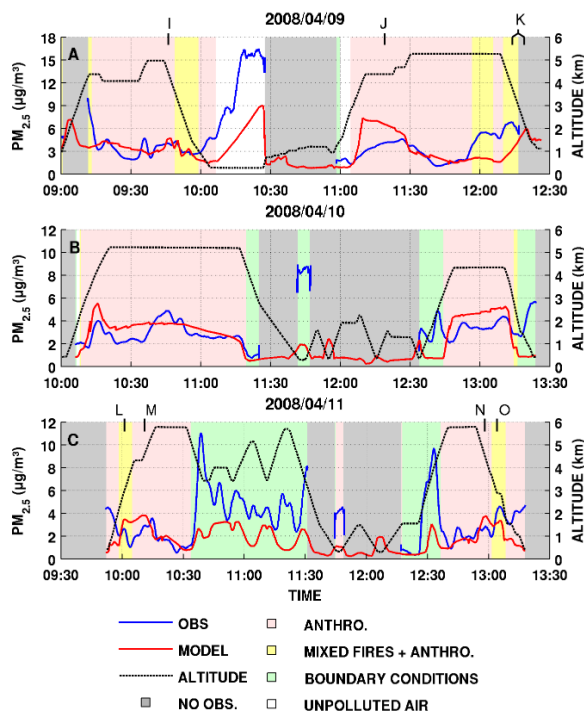 I 2008/04/09 J K
A
PM2.5 (µg/m³)
18
15
12
9
6
3
0
6
5
4
3
2
1
0
ALTITUDE (km)
09:00 09:30 10:00 10:30 11:00 11:30 12:00 12:30
2008/04/10
B
PM2.5 (µg/m³)
12
10
8
6
4
2
0
6
5
4
3
2
1
0
ALTITUDE (km)
10:00 10:30 11:00 11:30 12:00 12:30 13:00 13:30
2008/04/11
L M N O
C
PM2.5 (µg/m³)
12
10
8
6
4
2
0
6
5
4
3
2
1
0
ALTITUDE (km)
09:30 10:00 10:30 11:00 11:30 12:00 12:30 13:00 13:30
TIME
OBS ANTHRO.
MODEL MIXED FIRES + ANTHRO.
ALTITUDE BOUNDARY CONDITIONS
NO OBS. UNPOLLUTED AIR